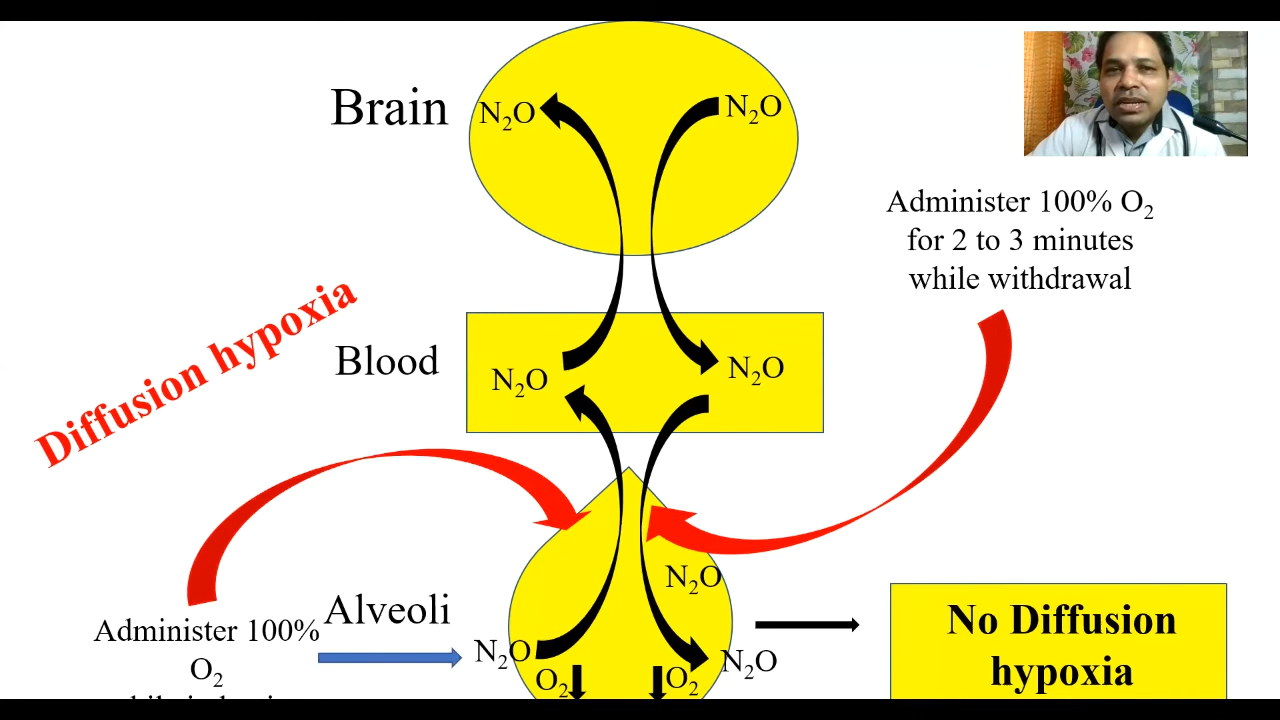 Brain
N₂O
N₂O
Administer 100% O₂
for 2 to 3 minutes
while withdrawal
Diffusion hypoxia
Blood
N₂O
N₂O
N₂O
Alveoli
Administer 100%
O₂
N₂O
O₂
O₂
N₂O
No Diffusion
hypoxia